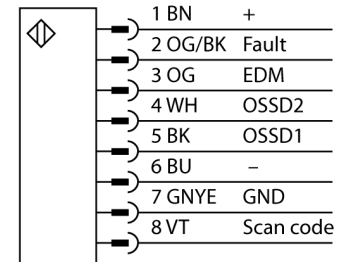 1 BN +
2 OG/BK Fault
3 OG EDM
4 WH OSSD2
5 BK OSSD1
6 BU –
7 GNYE GND
8 VT Scan code